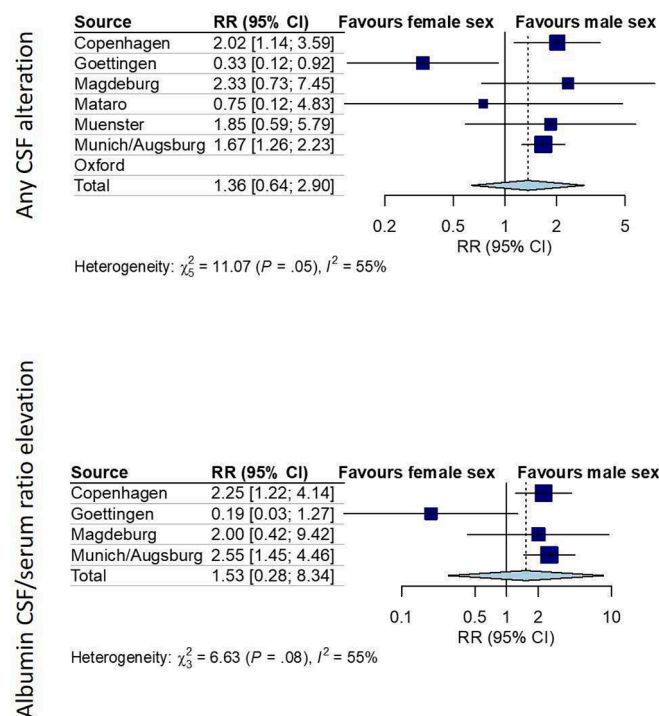 Any CSF alteration
Source RR (95% CI) Favours female sex Favours male sex
Copenhagen 2.02 [1.14; 3.59]
Goettingen 0.33 [0.12; 0.92]
Magdeburg 2.33 [0.73; 7.45]
Mataro 0.75 [0.12; 4.83]
Muenster 1.85 [0.59; 5.79]
Munich/Augsburg 1.67 [1.26; 2.23]
Oxford
Total 1.36 [0.64; 2.90]
0.2 0.5 1 2 5
RR (95% CI)
Heterogeneity: χ²₅ = 11.07 (P = .05), I² = 55%
Albumin CSF/serum ratio elevation
Source RR (95% CI) Favours female sex Favours male sex
Copenhagen 2.25 [1.22; 4.14]
Goettingen 0.19 [0.03; 1.27]
Magdeburg 2.00 [0.42; 9.42]
Munich/Augsburg 2.55 [1.45; 4.46]
Total 1.53 [0.28; 8.34]
0.1 0.5 1 2 10
RR (95% CI)
Heterogeneity: χ²₃ = 6.63 (P = .08), I² = 55%